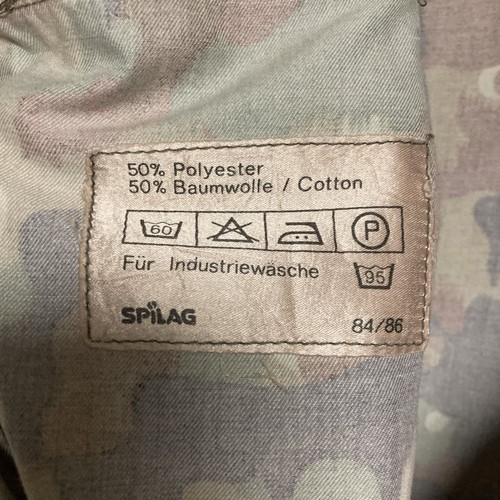 50% Polyester
50% Baumwolle / Cotton
60 P
Für Industriewäsche 95
SPiLAG 84/86